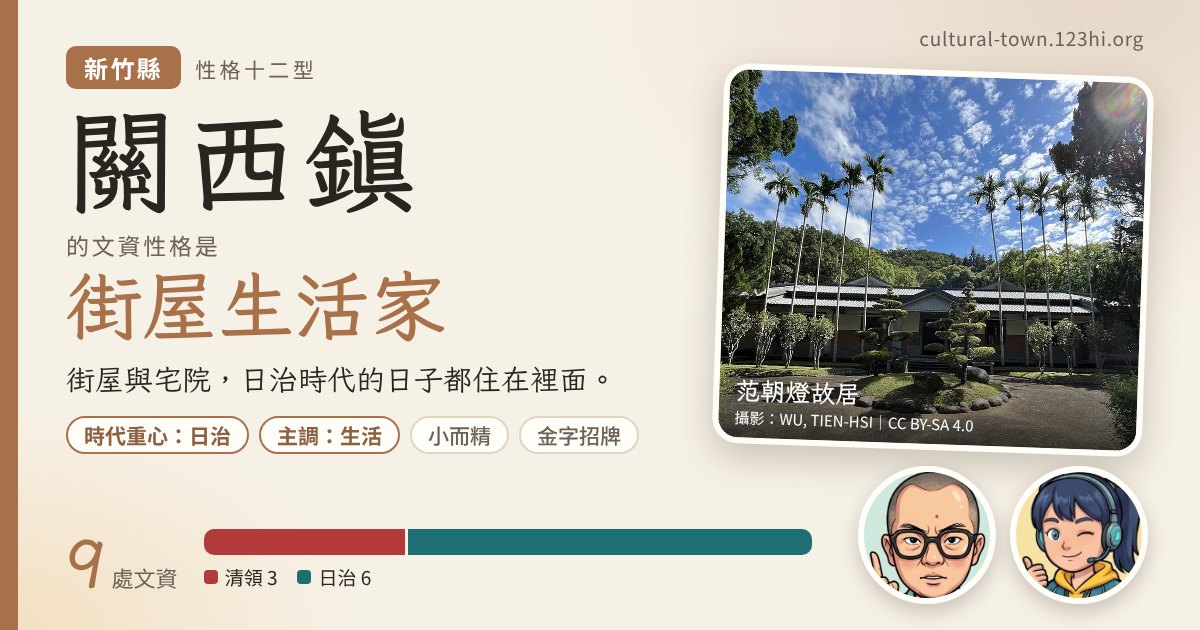 cultural-town.123hi.org
新竹縣 性格十二型
關西鎮
的文資性格是
街屋生活家
街屋與宅院，日治時代的日子都住在裡面。
時代重心：日治 主調：生活 小而精 金字招牌
范朝燈故居
攝影：WU, TIEN-HSI｜CC BY-SA 4.0
9 處文資
清領 3 日治 6